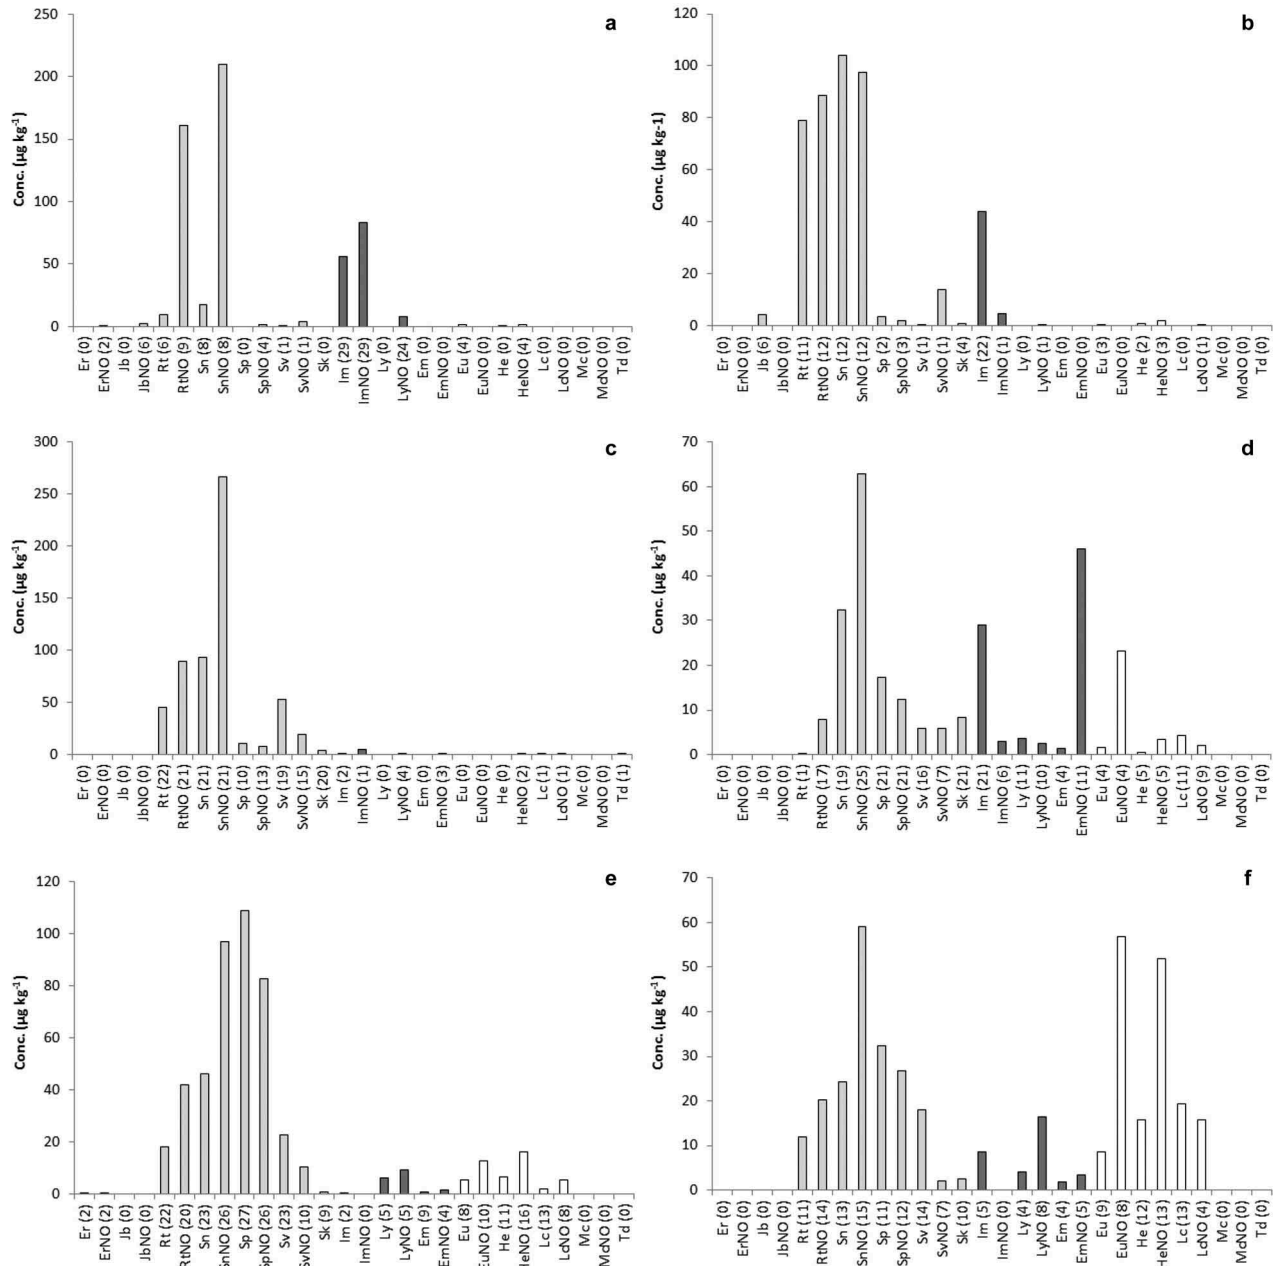 a
Conc. (µg kg⁻¹)
250
200
150
100
50
0
Er (0)
ErNO (2)
Jb (0)
JbNO (6)
Rt (6)
RtNO (9)
Sn (8)
SnNO (8)
Sp (0)
SpNO (4)
Sv (1)
SvNO (1)
Sk (0)
Im (29)
ImNO (29)
Ly (0)
LyNO (24)
Em (0)
EmNO (0)
Eu (4)
EuNO (0)
He (0)
HeNO (4)
Lc (0)
LdNO (0)
Mc (0)
MdNO (0)
Td (0)
b
Conc. (µg kg-1)
120
100
80
60
40
20
0
Er (0)
ErNO (0)
Jb (6)
JbNO (0)
Rt (11)
RtNO (12)
Sn (12)
SnNO (12)
Sp (2)
SpNO (3)
Sv (1)
SvNO (1)
Sk (4)
Im (22)
ImNO (1)
Ly (0)
LyNO (1)
Em (0)
EmNO (0)
Eu (3)
EuNO (0)
He (2)
HeNO (3)
Lc (0)
LdNO (1)
Mc (0)
MdNO (0)
Td (0)
c
Conc. (µg kg⁻¹)
300
250
200
150
100
50
0
Er (0)
ErNO (0)
Jb (0)
JbNO (0)
Rt (22)
RtNO (21)
Sn (21)
SnNO (21)
Sp (10)
SpNO (13)
Sv (19)
SvNO (15)
Sk (20)
Im (2)
ImNO (1)
Ly (0)
LyNO (4)
Em (0)
EmNO (3)
Eu (0)
EuNO (0)
He (0)
HeNO (2)
Lc (1)
LdNO (1)
Mc (0)
MdNO (0)
Td (1)
d
Conc. (µg kg⁻¹)
70
60
50
40
30
20
10
0
Er (0)
ErNO (0)
Jb (0)
JbNO (0)
Rt (1)
RtNO (17)
Sn (19)
SnNO (25)
Sp (21)
SpNO (21)
Sv (16)
SvNO (7)
Sk (21)
Im (21)
ImNO (6)
Ly (11)
LyNO (10)
Em (4)
EmNO (11)
Eu (4)
EuNO (4)
He (5)
HeNO (5)
Lc (11)
LdNO (9)
Mc (0)
MdNO (0)
Td (0)
e
Conc. (µg kg⁻¹)
120
100
80
60
40
20
0
Er (2)
ErNO (2)
Jb (0)
JbNO (0)
Rt (22)
RtNO (20)
Sn (23)
SnNO (26)
Sp (27)
SpNO (26)
Sv (23)
SvNO (10)
Sk (9)
Im (2)
ImNO (0)
Ly (5)
LyNO (5)
Em (9)
EmNO (4)
Eu (8)
EuNO (10)
He (11)
HeNO (16)
Lc (13)
LdNO (8)
Mc (0)
MdNO (0)
Td (0)
f
Conc. (µg kg⁻¹)
70
60
50
40
30
20
10
0
Er (0)
ErNO (0)
Jb (0)
JbNO (0)
Rt (11)
RtNO (14)
Sn (13)
SnNO (15)
Sp (11)
SpNO (12)
Sv (14)
SvNO (7)
Sk (10)
Im (5)
ImNO (0)
Ly (4)
LyNO (8)
Em (4)
EmNO (5)
Eu (9)
EuNO (8)
He (12)
HeNO (13)
Lc (13)
LdNO (4)
Mc (0)
MdNO (0)
Td (0)